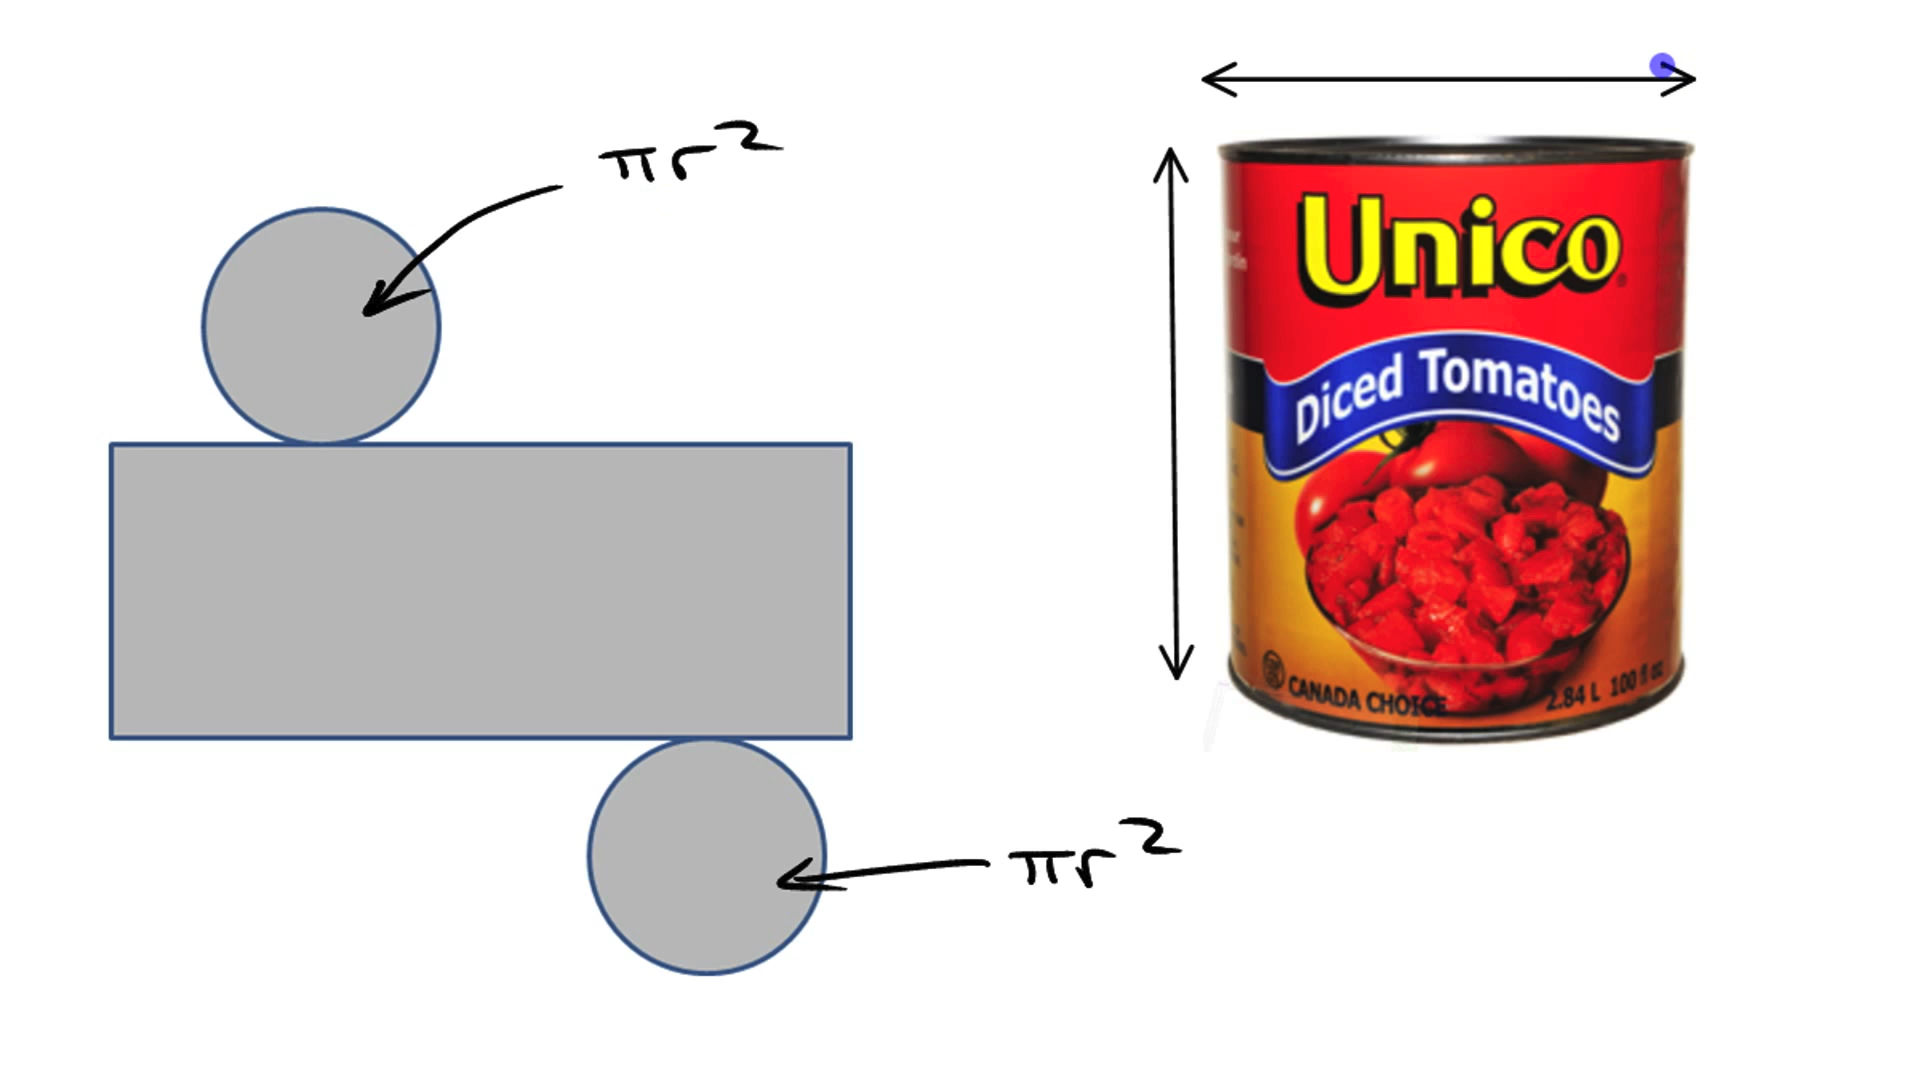 πr²
Unico
Diced Tomatoes
CANADA CHOICE 2.84 L 100 fl oz
πr²